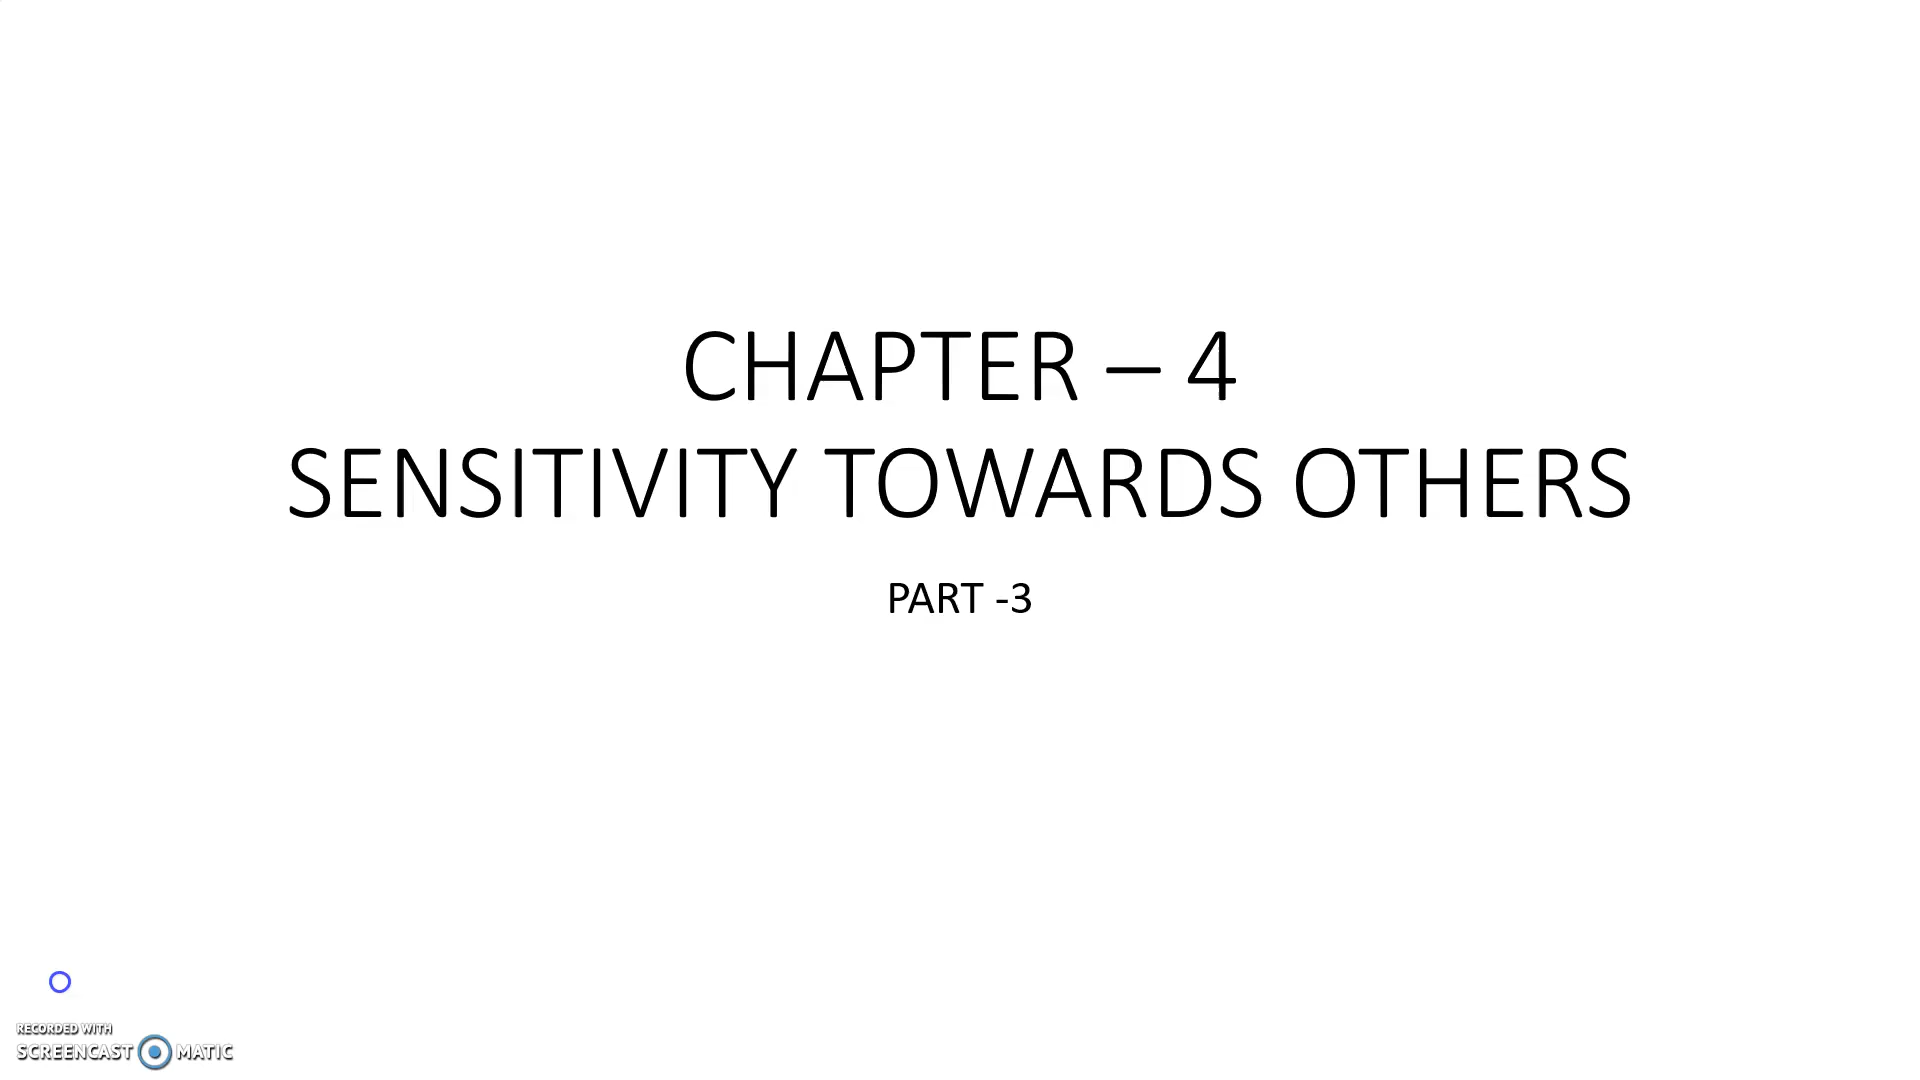 CHAPTER – 4
SENSITIVITY TOWARDS OTHERS
PART -3
RECORDED WITH
SCREENCAST MATIC